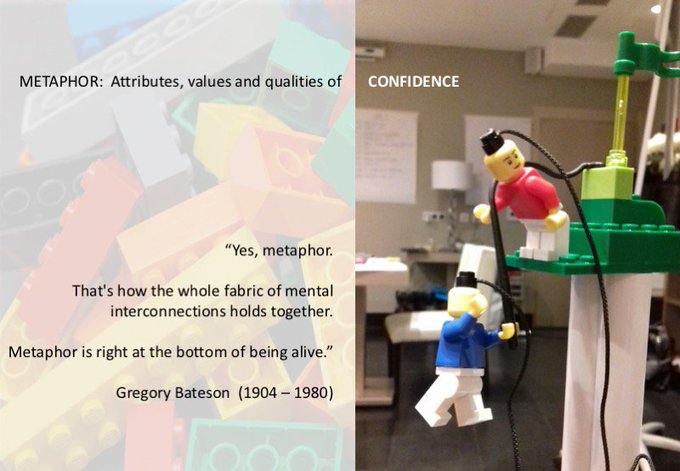 METAPHOR:  Attributes, values and qualities of CONFIDENCE
“Yes, metaphor.
That's how the whole fabric of mental
interconnections holds together.
Metaphor is right at the bottom of being alive.”
Gregory Bateson  (1904 – 1980)